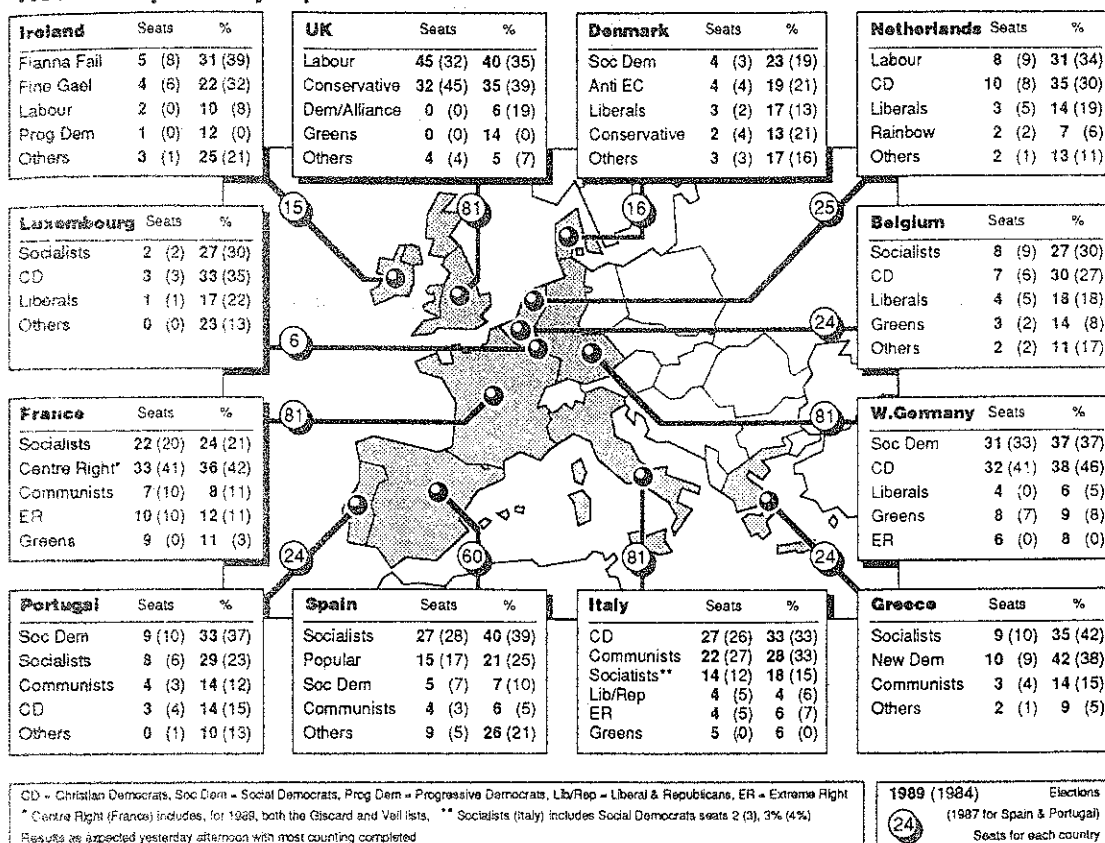 Ireland Seats %
Fianna Fail 5 (8) 31 (39)
Fine Gael 4 (6) 22 (32)
Labour 2 (0) 10 (8)
Prog Dem 1 (0) 12 (0)
Others 3 (1) 25 (21)
UK Seats %
Labour 45 (32) 40 (35)
Conservative 32 (45) 35 (39)
Dem/Alliance 0 (0) 6 (19)
Greens 0 (0) 14 (0)
Others 4 (4) 5 (7)
Denmark Seats %
Soc Dem 4 (3) 23 (19)
Anti EC 4 (4) 19 (21)
Liberals 3 (2) 17 (13)
Conservative 2 (4) 13 (21)
Others 3 (3) 17 (16)
Netherlands Seats %
Labour 8 (9) 31 (34)
CD 10 (8) 35 (30)
Liberals 3 (5) 14 (19)
Rainbow 2 (2) 7 (6)
Others 2 (1) 13 (11)
15
81
16
25
Luxembourg Seats %
Socialists 2 (2) 27 (30)
CD 3 (3) 33 (35)
Liberals 1 (1) 17 (22)
Others 0 (0) 23 (13)
Belgium Seats %
Socialists 8 (9) 27 (30)
CD 7 (6) 30 (27)
Liberals 4 (5) 18 (18)
Greens 3 (2) 14 (8)
Others 2 (2) 11 (17)
6
24
France Seats %
Socialists 22 (20) 24 (21)
Centre Right* 33 (41) 36 (42)
Communists 7 (10) 8 (11)
ER 10 (10) 12 (11)
Greens 9 (0) 11 (3)
81
81
W.Germany Seats %
Soc Dem 31 (33) 37 (37)
CD 32 (41) 38 (46)
Liberals 4 (0) 6 (5)
Greens 8 (7) 9 (8)
ER 6 (0) 8 (0)
24
60
81
24
Portugal Seats %
Soc Dem 9 (10) 33 (37)
Socialists 8 (6) 29 (23)
Communists 4 (3) 14 (12)
CD 3 (4) 14 (15)
Others 0 (1) 10 (13)
Spain Seats %
Socialists 27 (28) 40 (39)
Popular 15 (17) 21 (25)
Soc Dem 5 (7) 7 (10)
Communists 4 (3) 6 (5)
Others 9 (5) 26 (21)
Italy Seats %
CD 27 (26) 33 (33)
Communists 22 (27) 28 (33)
Socialists** 14 (12) 18 (15)
Lib/Rep 4 (5) 4 (6)
ER 4 (5) 6 (7)
Greens 5 (0) 6 (0)
Greece Seats %
Socialists 9 (10) 35 (42)
New Dem 10 (9) 42 (38)
Communists 3 (4) 14 (15)
Others 2 (1) 9 (5)
CD = Christian Democrats, Soc Dem = Social Democrats, Prog Dem = Progressive Democrats, Lib/Rep = Liberal & Republicans, ER = Extreme Right
* Centre Right (France) includes, for 1989, both the Giscard and Veil lists, ** Socialists (Italy) includes Social Democrats seats 2 (3), 3% (4%)
Results as expected yesterday afternoon with most counting completed
1989 (1984) Elections
(1987 for Spain & Portugal)
24 Seats for each country